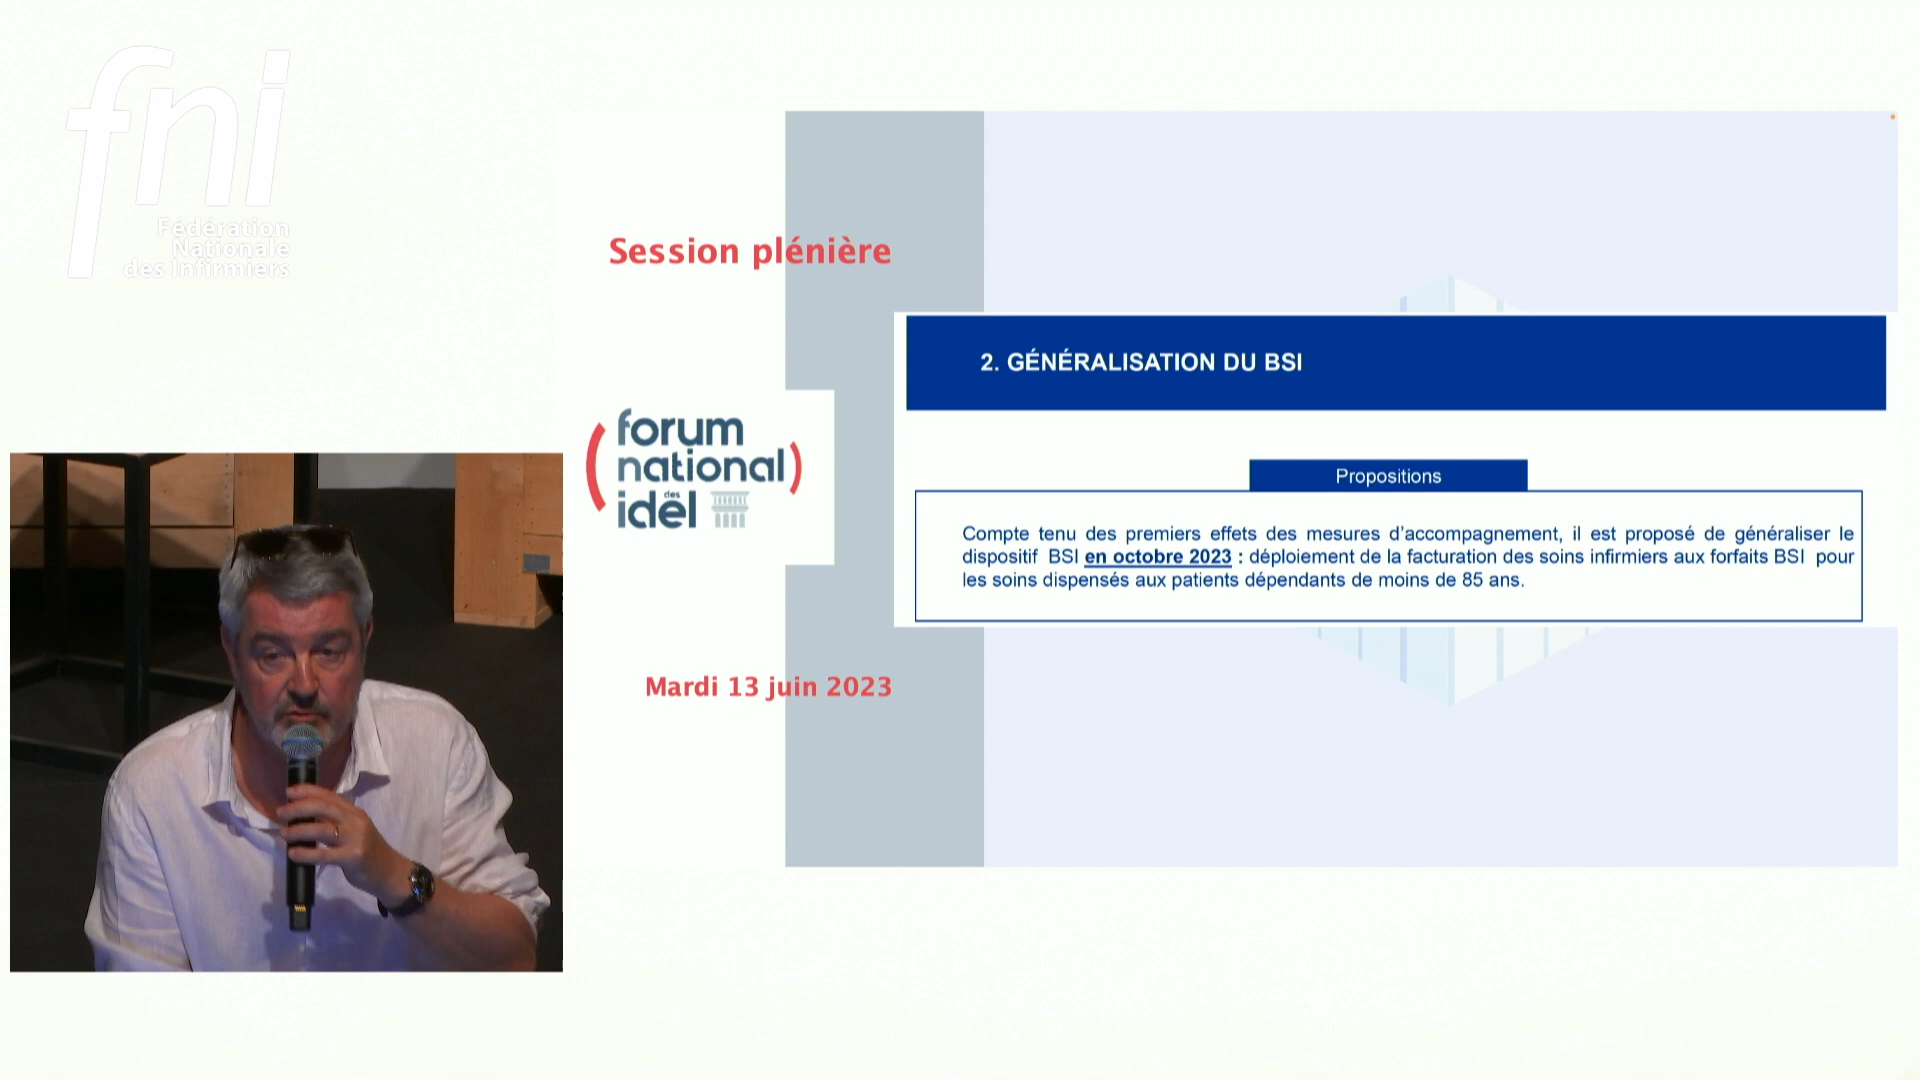 fni
Fédération
Nationale
des Infirmiers
Session plénière
forum
national
des
idel
Mardi 13 juin 2023
2. GÉNÉRALISATION DU BSI
Propositions
Compte tenu des premiers effets des mesures d’accompagnement, il est proposé de généraliser le
dispositif BSI en octobre 2023 : déploiement de la facturation des soins infirmiers aux forfaits BSI pour
les soins dispensés aux patients dépendants de moins de 85 ans.